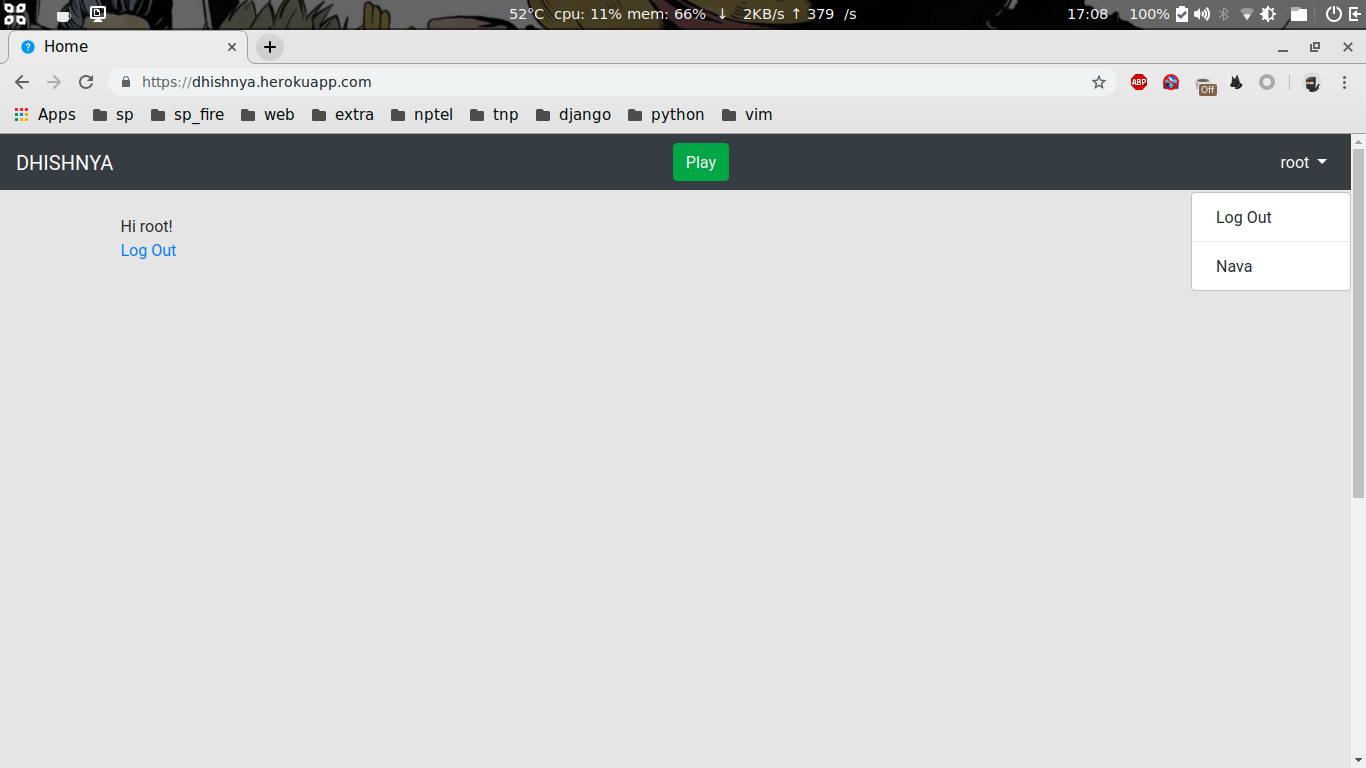 52°C cpu: 11% mem: 66% ↓ 2KB/s ↑ 379 /s 17:08 100%
Home
https://dhishnya.herokuapp.com
ABP
Off
Apps sp sp_fire web extra nptel tnp django python vim
DHISHNYA Play root
Log Out
Nava
Hi root!
Log Out